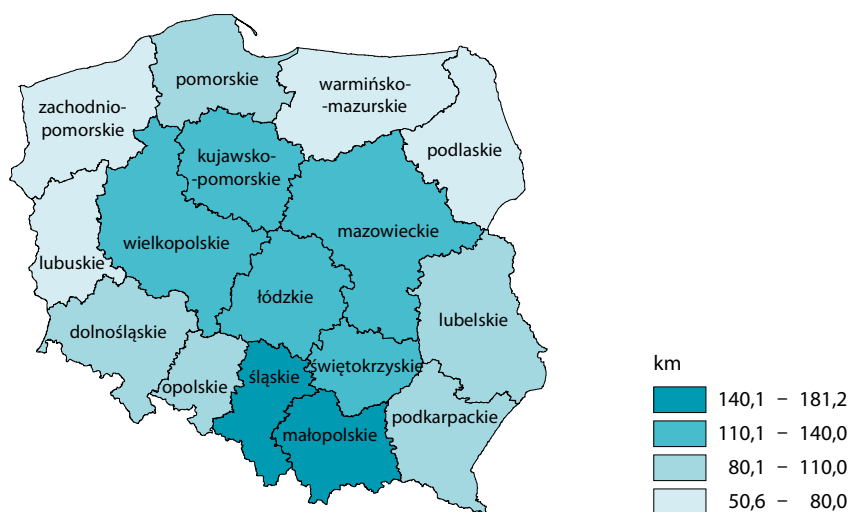 pomorskie
warmińsko-
-mazurskie
zachodnio-
pomorskie
podlaskie
kujawsko-
-pomorskie
mazowieckie
wielkopolskie
lubuskie
łódzkie
lubelskie
dolnośląskie
świętokrzyskie
śląskie
opolskie
podkarpackie
małopolskie
km
140,1 – 181,2
110,1 – 140,0
80,1 – 110,0
50,6 – 80,0